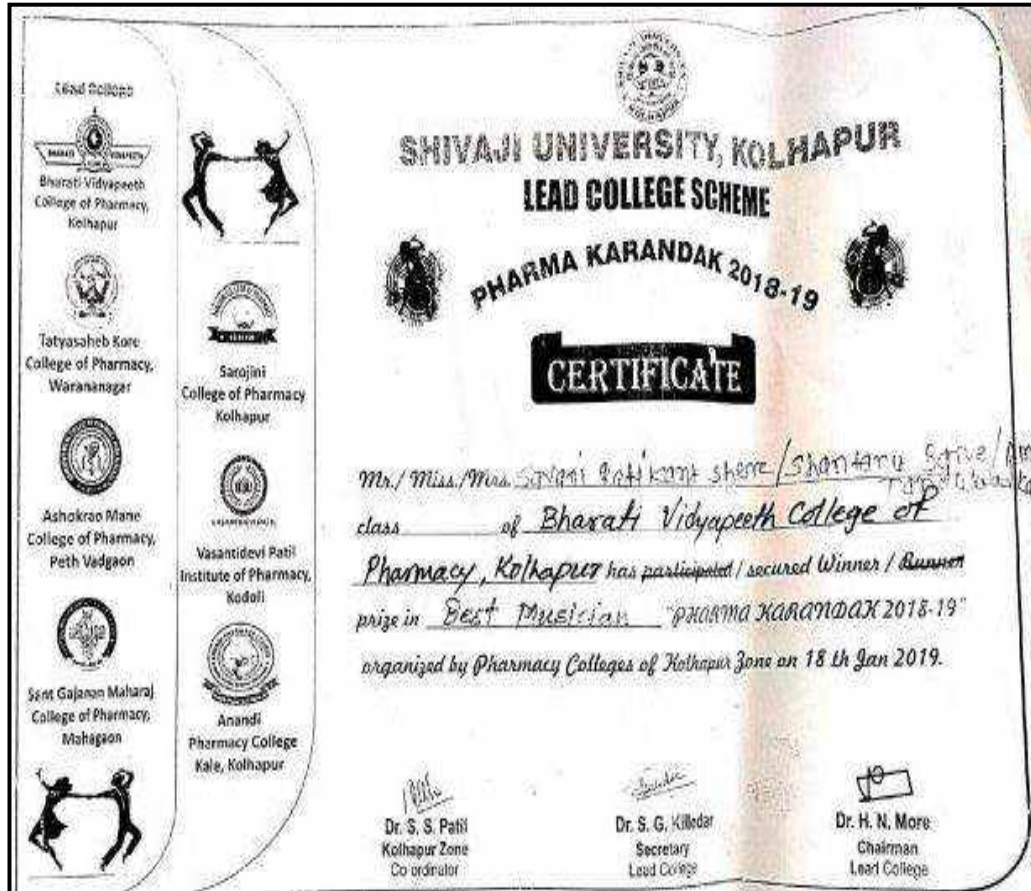 Lead College
BHARATI VIDYAPEETH
Bharati Vidyapeeth
College of Pharmacy,
Kolhapur
Tatyasaheb Kore
College of Pharmacy,
Warananagar
Ashokrao Mane
College of Pharmacy,
Peth Vadgaon
Sant Gajanan Maharaj
College of Pharmacy,
Mahagaon
Sarojini
College of Pharmacy
Kolhapur
Vasantidevi Patil
Institute of Pharmacy,
Kodoli
Anandi
Pharmacy College
Kale, Kolhapur
SHIVAJI UNIVERSITY, KOLHAPUR
LEAD COLLEGE SCHEME
PHARMA KARANDAK 2018-19
CERTIFICATE
Mr./ Miss./Mrs.
class of Bharati Vidyapeeth College of
Pharmacy, Kolhapur has participated / secured Winner / Runner
prize in Best Musician "PHARMA KARANDAK 2018-19"
organized by Pharmacy Colleges of Kolhapur Zone on 18 th Jan 2019.
Dr. S. S. Patil
Kolhapur Zone
Co ordinator
Dr. S. G. Killedar
Secretary
Lead College
Dr. H. N. More
Chairman
Lead College